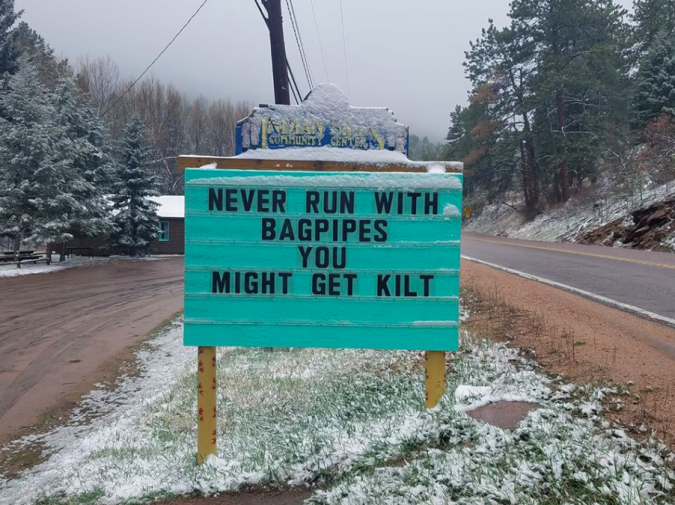 COMMUNITY CENTER
NEVER RUN WITH
BAGPIPES
YOU
MIGHT GET KILT